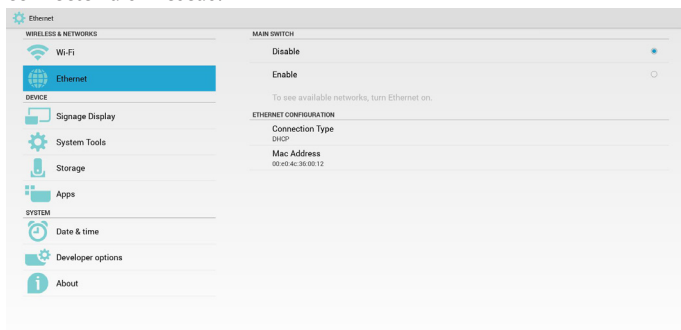 Ethernet
WIRELESS & NETWORKS
Wi-Fi
Ethernet
DEVICE
Signage Display
System Tools
Storage
Apps
SYSTEM
Date & time
Developer options
About
MAIN SWITCH
Disable
Enable
To see available networks, turn Ethernet on.
ETHERNET CONFIGURATION
Connection Type
DHCP
Mac Address
00:e0:4c:36:00:12